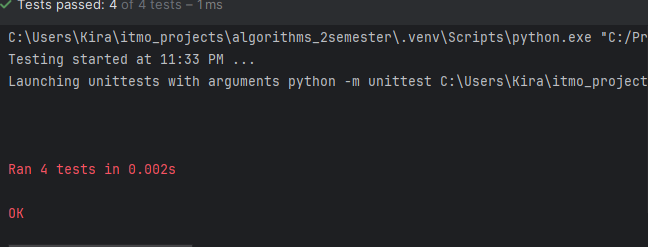 Tests passed: 4 of 4 tests – 1 ms
C:\Users\Kira\itmo_projects\algorithms_2semester\.venv\Scripts\python.exe "C:/Pr
Testing started at 11:33 PM ...
Launching unittests with arguments python -m unittest C:\Users\Kira\itmo_project
Ran 4 tests in 0.002s
OK